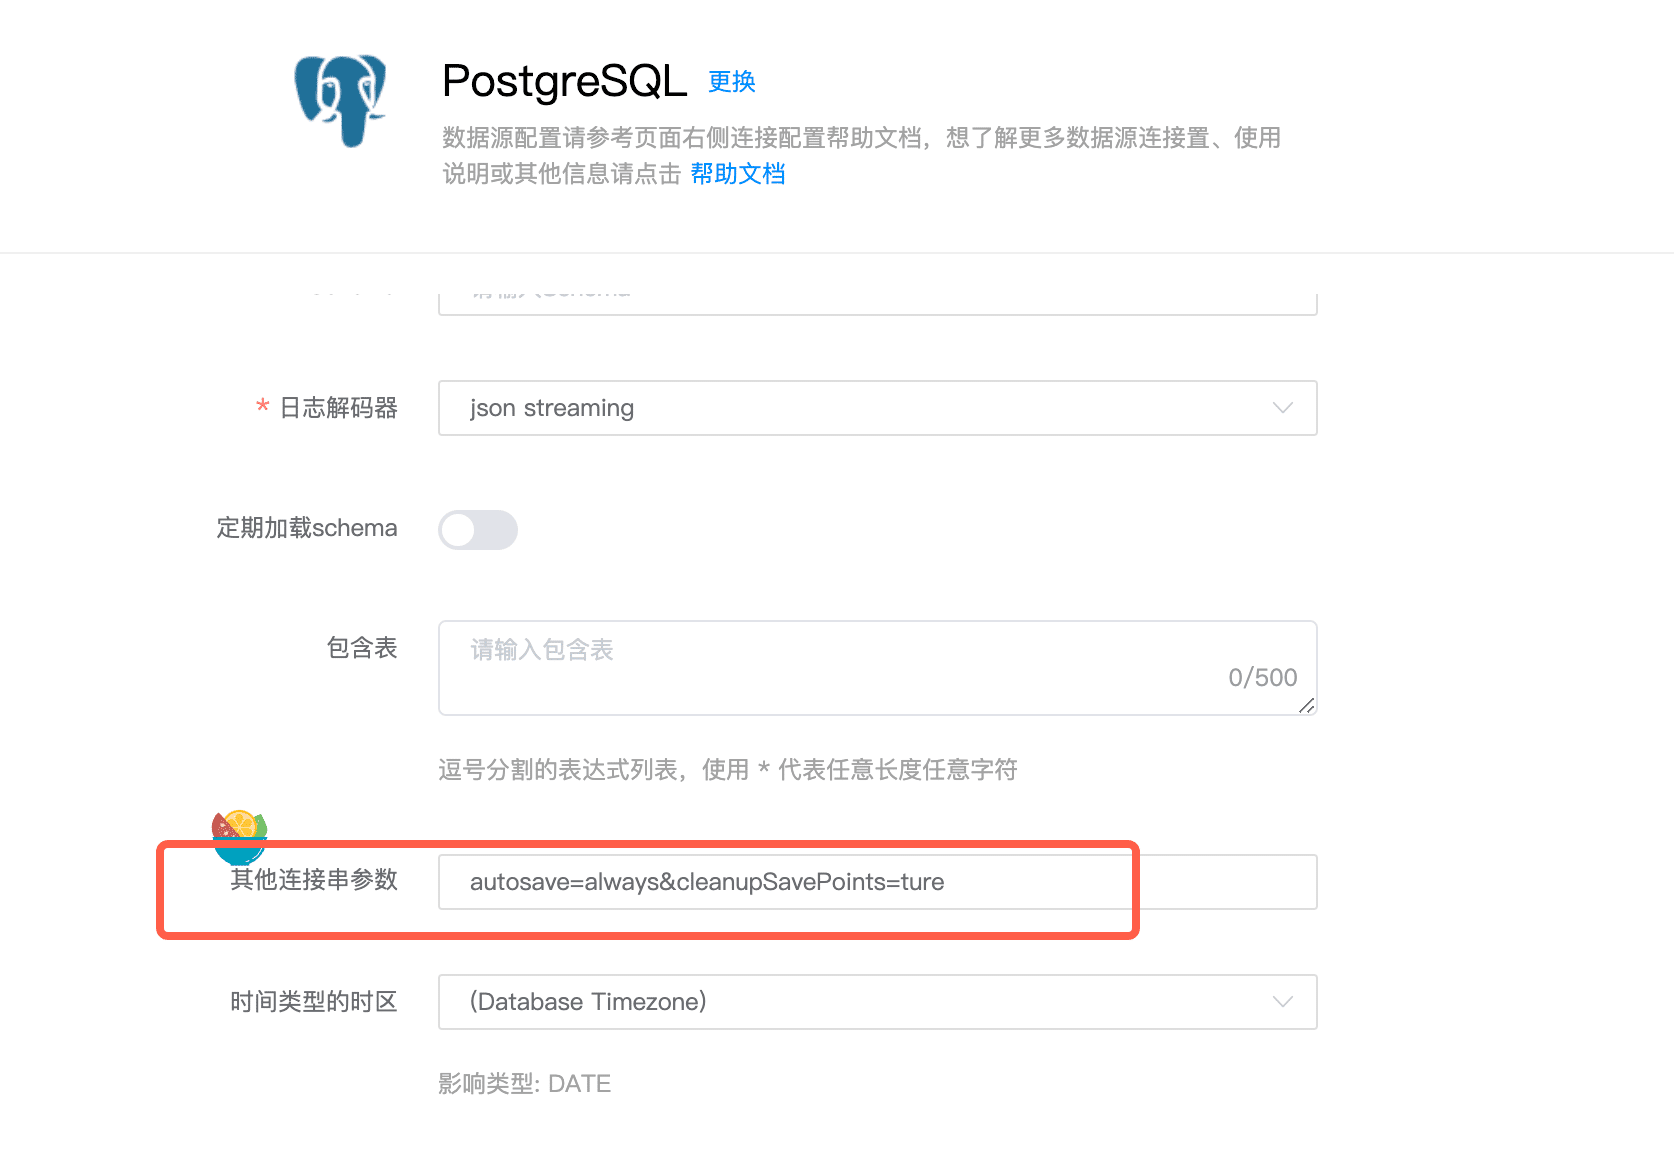 PostgreSQL 更换
数据源配置请参考页面右侧连接配置帮助文档，想了解更多数据源连接置、使用
说明或其他信息请点击 帮助文档
* 日志解码器 json streaming
定期加载schema
包含表 请输入包含表
0/500
逗号分割的表达式列表，使用 * 代表任意长度任意字符
其他连接串参数 autosave=always&cleanupSavePoints=ture
时间类型的时区 (Database Timezone)
影响类型: DATE